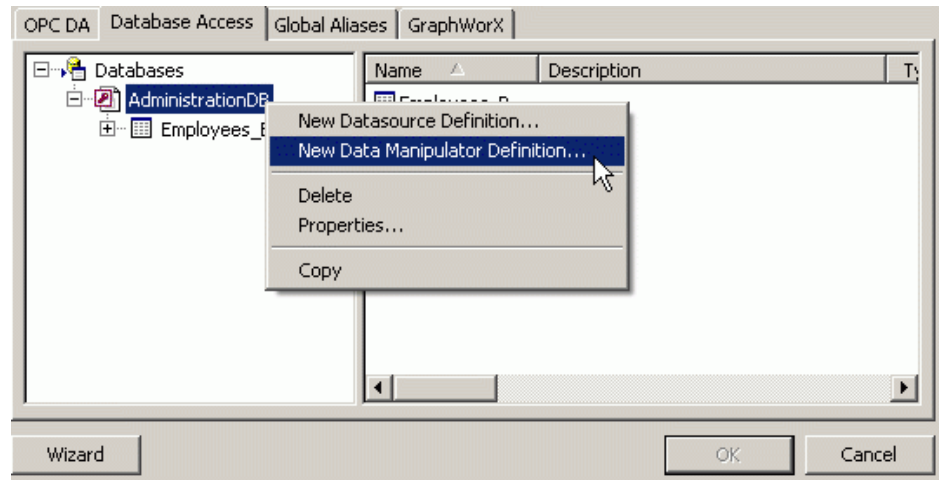 OPC DA Database Access Global Aliases GraphWorX
Databases
AdministrationDB
Employees_
Name Description
New Datasource Definition...
New Data Manipulator Definition...
Delete
Properties...
Copy
Wizard OK Cancel